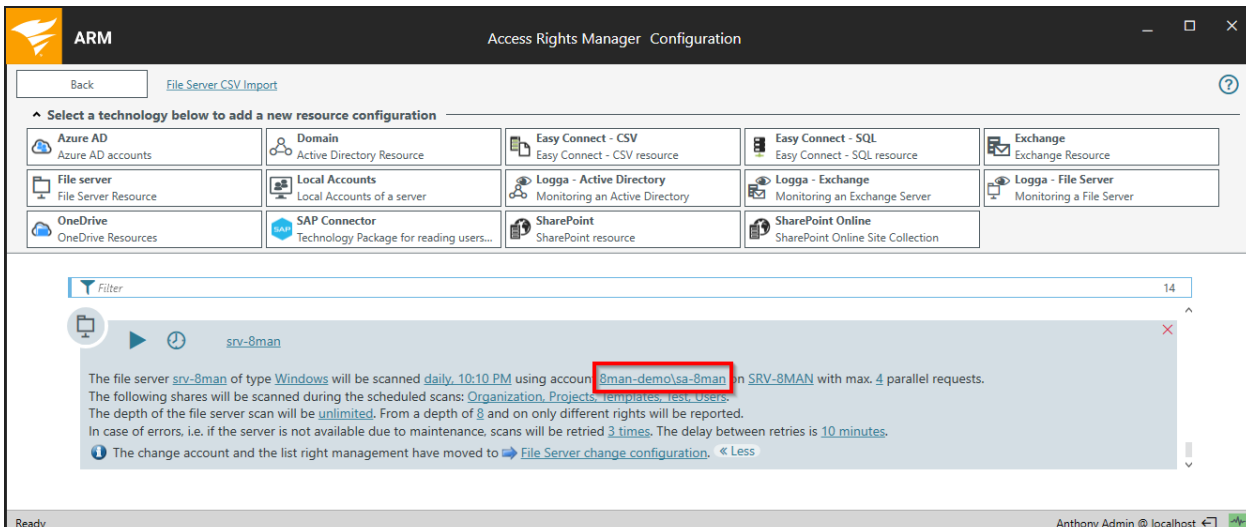 ARM
Access Rights Manager Configuration
Back
File Server CSV Import
Select a technology below to add a new resource configuration
Azure AD
Azure AD accounts
Domain
Active Directory Resource
Easy Connect - CSV
Easy Connect - CSV resource
Easy Connect - SQL
Easy Connect - SQL resource
Exchange
Exchange Resource
File server
File Server Resource
Local Accounts
Local Accounts of a server
Logga - Active Directory
Monitoring an Active Directory
Logga - Exchange
Monitoring an Exchange Server
Logga - File Server
Monitoring a File Server
OneDrive
OneDrive Resources
SAP
SAP Connector
Technology Package for reading users...
SharePoint
SharePoint resource
SharePoint Online
SharePoint Online Site Collection
Filter
14
srv-8man
The file server srv-8man of type Windows will be scanned daily, 10:10 PM using account 8man-demo\sa-8man on SRV-8MAN with max. 4 parallel requests.
The following shares will be scanned during the scheduled scans: Organization, Projects, Templates, Test, Users.
The depth of the file server scan will be unlimited. From a depth of 8 and on only different rights will be reported.
In case of errors, i.e. if the server is not available due to maintenance, scans will be retried 3 times. The delay between retries is 10 minutes.
The change account and the list right management have moved to File Server change configuration. « Less
Ready
Anthony Admin @ localhost